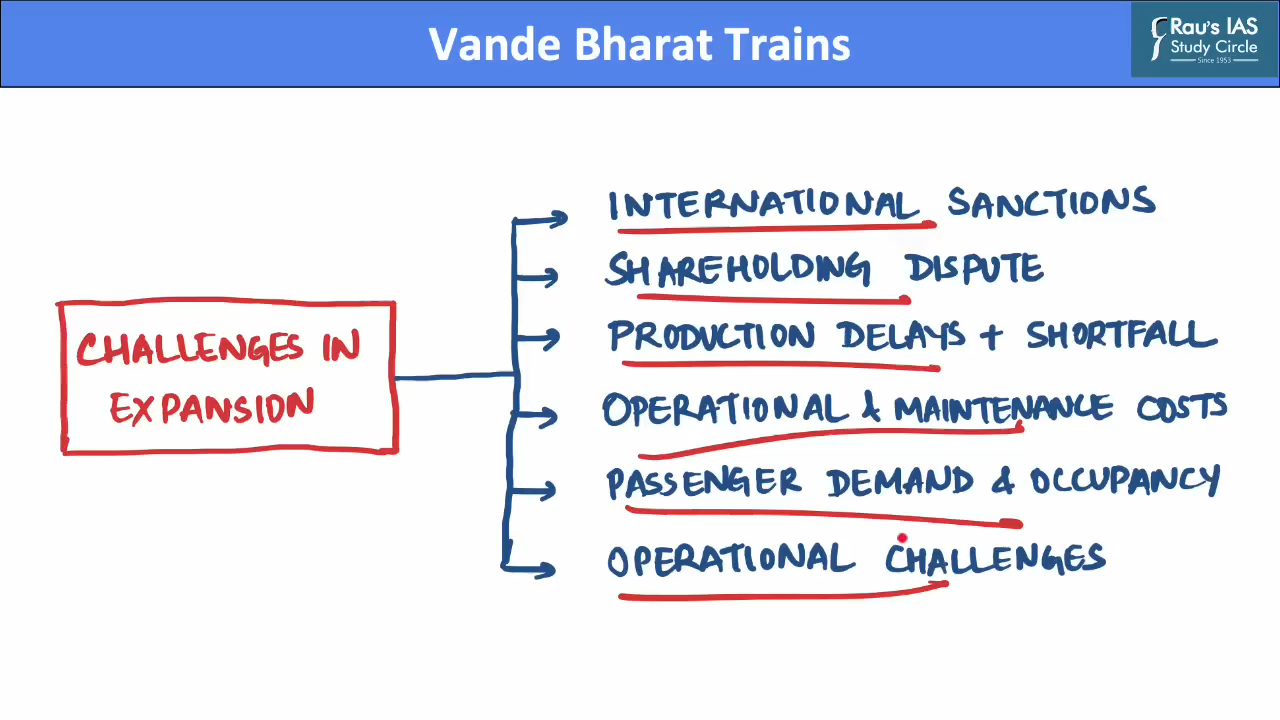 Vande Bharat Trains
Rau's IAS
Study Circle
Since 1953
CHALLENGES IN
EXPANSION
INTERNATIONAL SANCTIONS
SHAREHOLDING DISPUTE
PRODUCTION DELAYS + SHORTFALL
OPERATIONAL & MAINTENANCE COSTS
PASSENGER DEMAND & OCCUPANCY
OPERATIONAL CHALLENGES